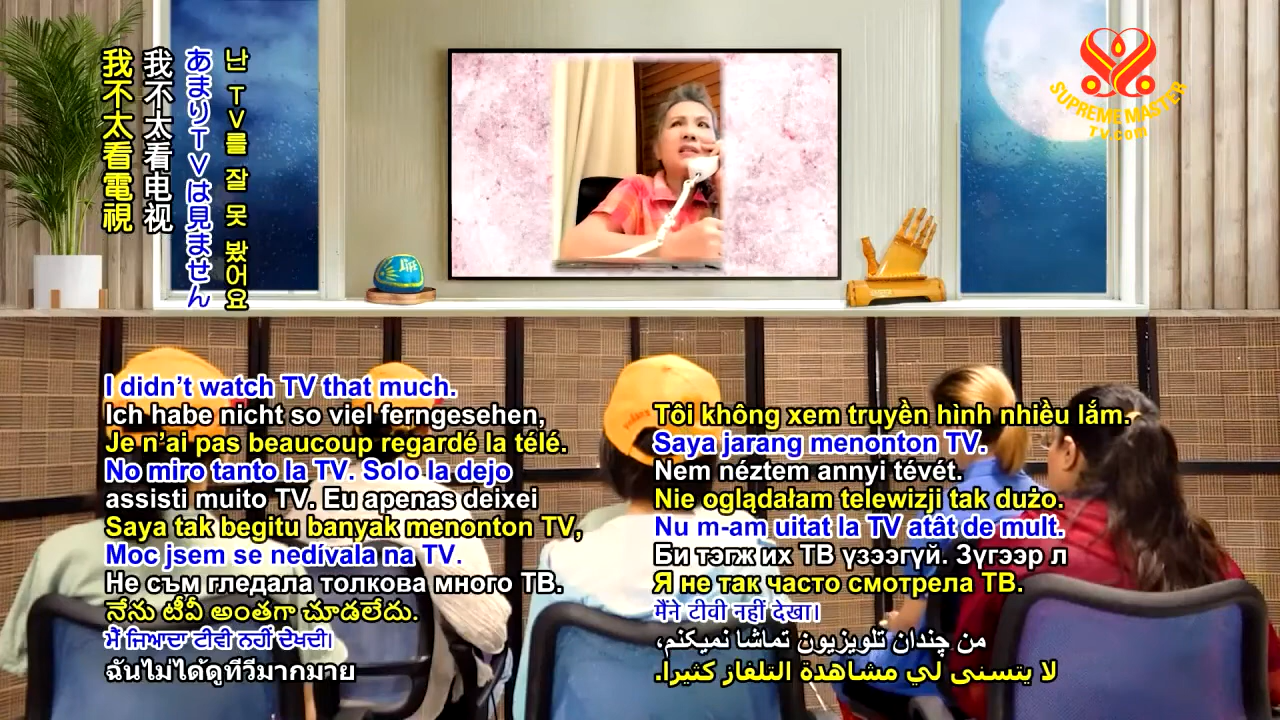 我不太看電視
我不太看电视
あまりTVは見ません
난 TV를 잘 못 봤어요
SUPREME MASTER
TV.com
LIFE
I didn’t watch TV that much.
Ich habe nicht so viel ferngesehen,
Je n’ai pas beaucoup regardé la télé.
No miro tanto la TV. Solo la dejo
assisti muito TV. Eu apenas deixei
Saya tak begitu banyak menonton TV,
Moc jsem se nedívala na TV.
Не съм гледала толкова много ТВ.
నేను టీవీ అంతగా చూడలేదు.
ਮੈਂ ਜਿਆਦਾ ਟੀਵੀ ਨਹੀਂ ਦੇਖਦੀ।
ฉันไม่ได้ดูทีวีมากมาย
Tôi không xem truyền hình nhiều lắm.
Saya jarang menonton TV.
Nem néztem annyi tévét.
Nie oglądałam telewizji tak dużo.
Nu m-am uitat la TV atât de mult.
Би тэгж их ТВ үзээгүй. Зүгээр л
Я не так часто смотрела ТВ.
मैंने टीवी नहीं देखा।
من چندان تلویزیون تماشا نمیکنم،
لا يتسنى لي مشاهدة التلفاز كثيرا.